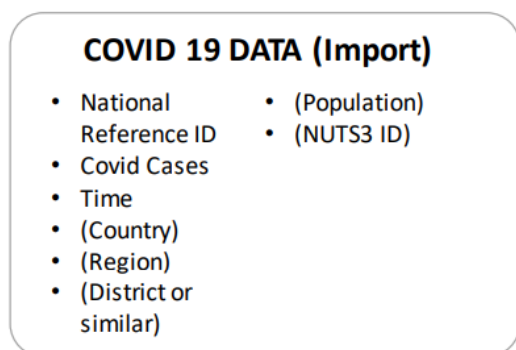 COVID 19 DATA (Import)
• National
Reference ID
• Covid Cases
• Time
• (Country)
• (Region)
• (District or
similar)
• (Population)
• (NUTS3 ID)